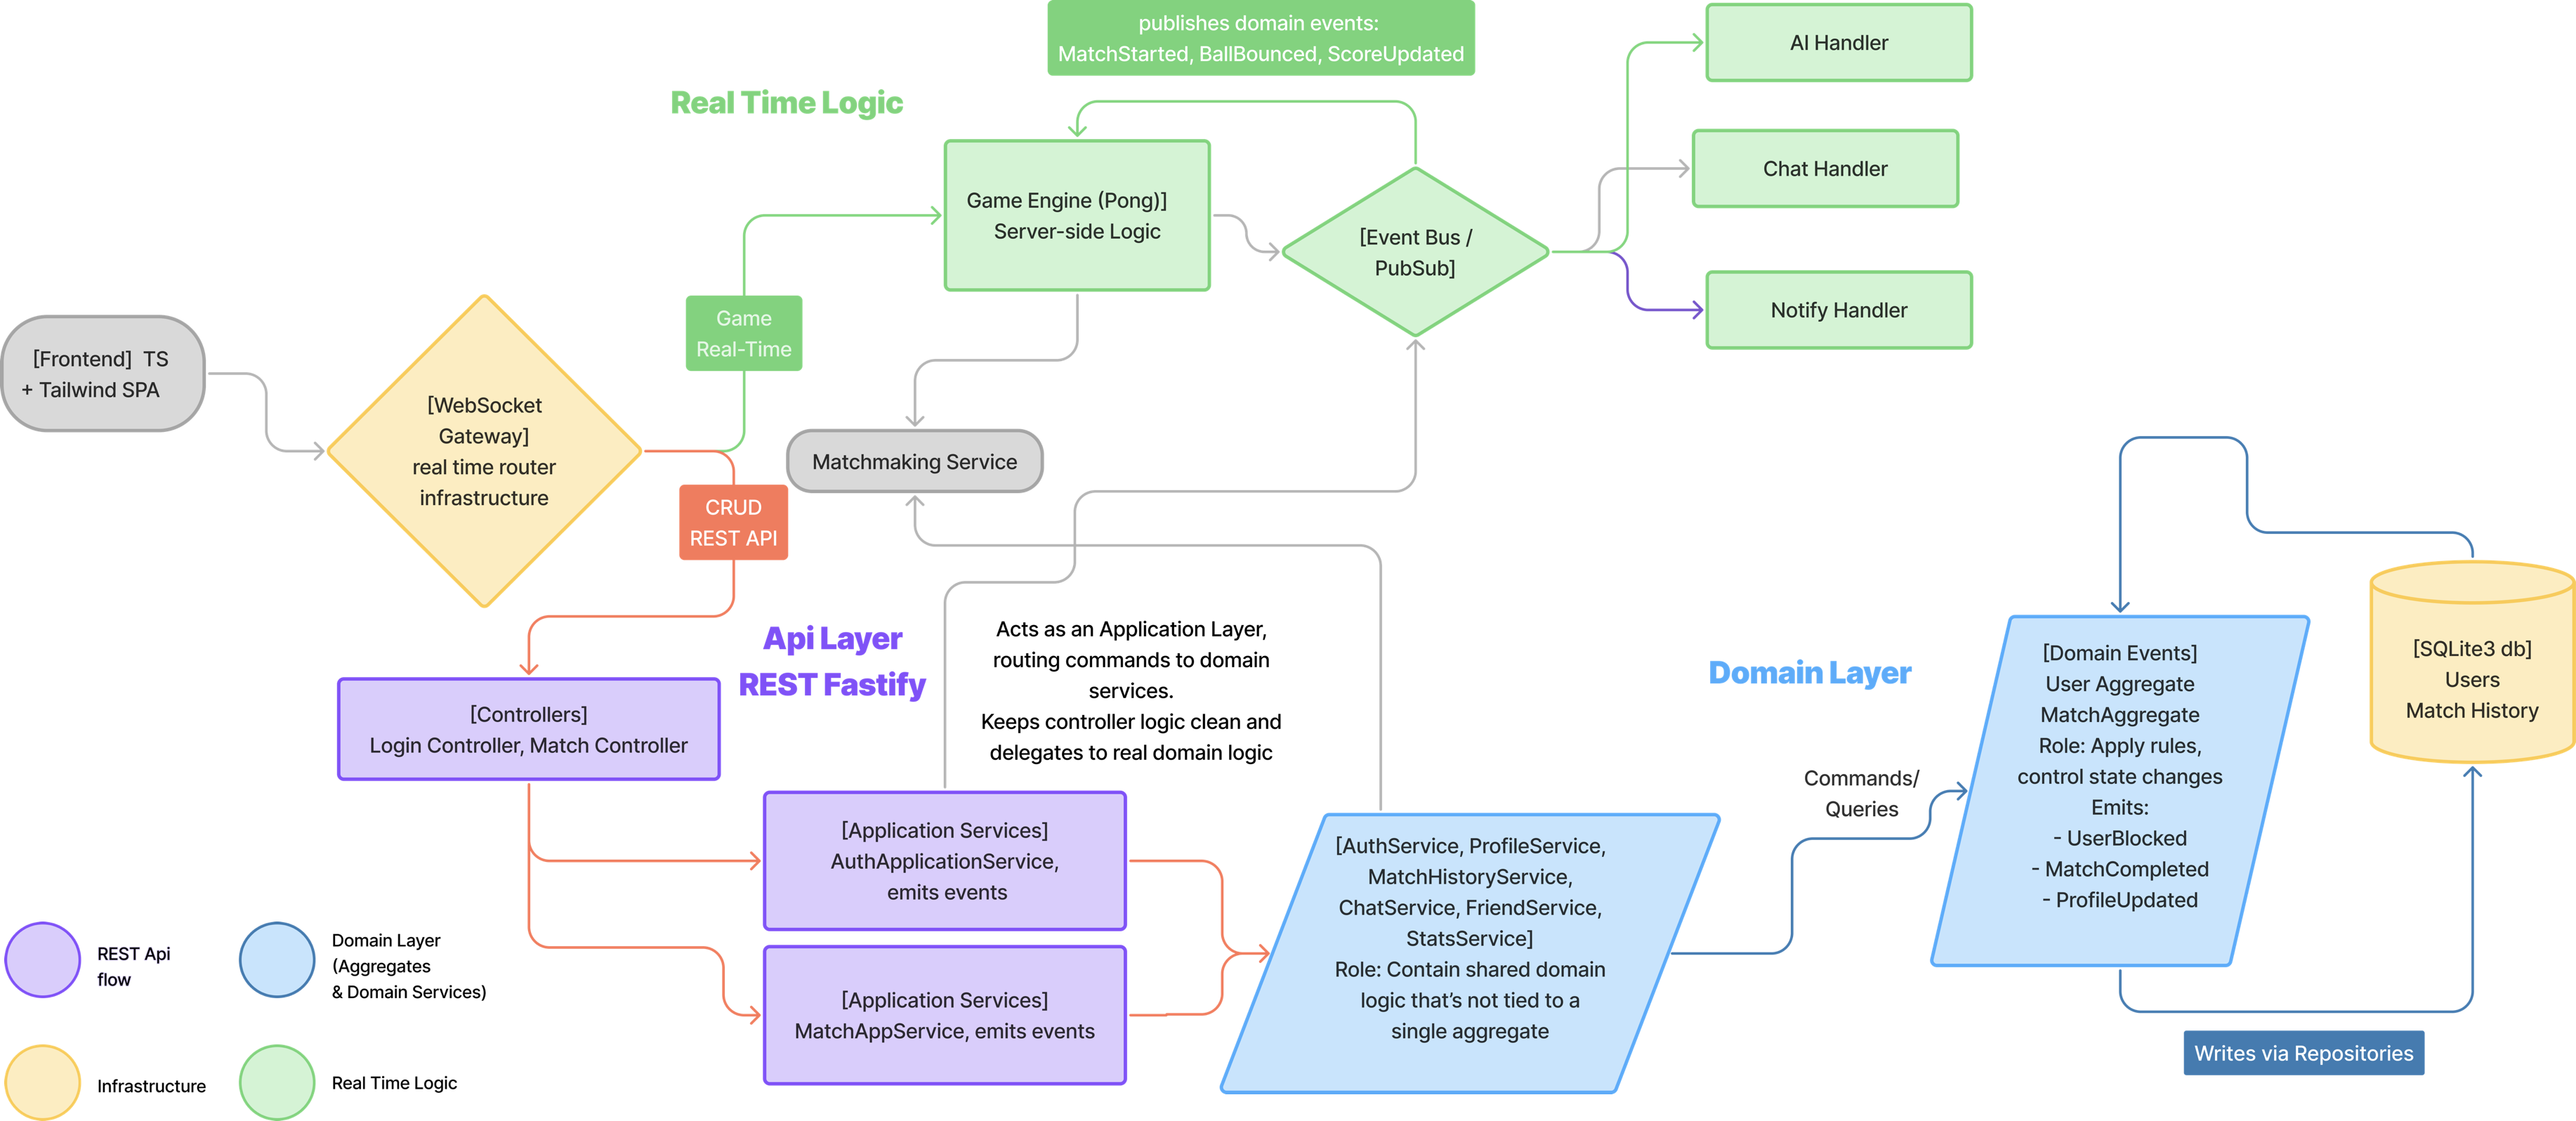 publishes domain events:
MatchStarted, BallBounced, ScoreUpdated
AI Handler
Real Time Logic
Chat Handler
Game Engine (Pong)]
Server-side Logic
[Event Bus /
PubSub]
Notify Handler
Game
Real-Time
[Frontend] TS
+ Tailwind SPA
[WebSocket
Gateway]
real time router
infrastructure
Matchmaking Service
CRUD
REST API
Api Layer
REST Fastify
Acts as an Application Layer,
routing commands to domain
services.
Keeps controller logic clean and
delegates to real domain logic
Domain Layer
[Controllers]
Login Controller, Match Controller
[Application Services]
AuthApplicationService,
emits events
[Application Services]
MatchAppService, emits events
[AuthService, ProfileService,
MatchHistoryService,
ChatService, FriendService,
StatsService]
Role: Contain shared domain
logic that’s not tied to a
single aggregate
Commands/
Queries
[Domain Events]
User Aggregate
MatchAggregate
Role: Apply rules,
control state changes
Emits:
- UserBlocked
- MatchCompleted
- ProfileUpdated
[SQLite3 db]
Users
Match History
Writes via Repositories
REST Api
flow
Domain Layer
(Aggregates
& Domain Services)
Infrastructure
Real Time Logic